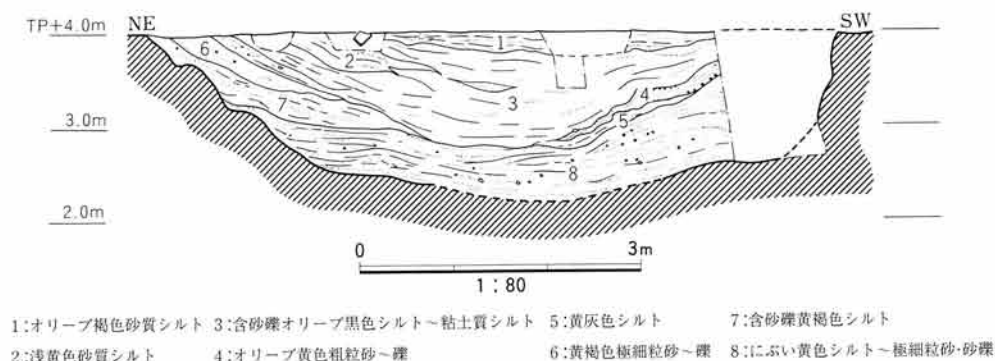 TP+4.0m NE SW
1
6
2
3
4
7
3.0m
5
8
2.0m
0 3m
1:80
1:オリーブ褐色砂質シルト 3:含砂礫オリーブ黒色シルト~粘土質シルト 5:黄灰色シルト 7:含砂礫黄褐色シルト
2:浅黄色砂質シルト 4:オリーブ黄色粗粒砂~礫 6:黄褐色極細粒砂~礫 8:にぶい黄色シルト~極細粒砂・砂礫